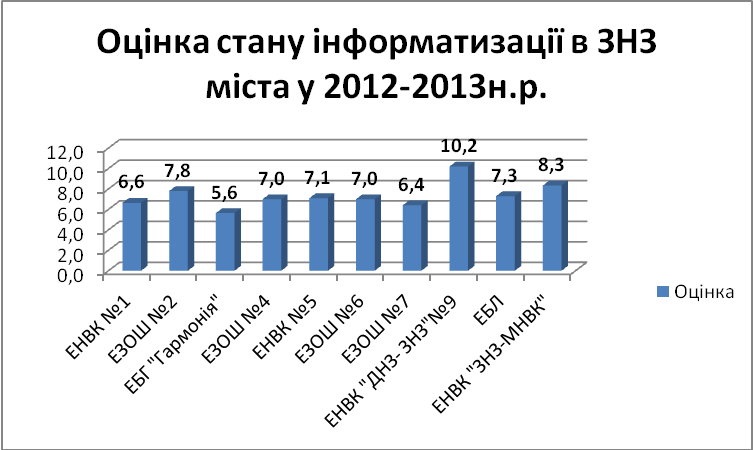 Оцінка стану інформатизації в ЗНЗ
міста у 2012-2013н.р.
12,0
10,0
8,0
6,0
4,0
2,0
0,0
6,6
7,8
5,6
7,0
7,1
7,0
6,4
10,2
7,3
8,3
ЕНВК №1
ЕЗОШ №2
ЕБГ "Гармонія"
ЕЗОШ №4
ЕНВК №5
ЕЗОШ №6
ЕЗОШ №7
ЕНВК "ДНЗ- ЗНЗ"№9
ЕБЛ
ЕНВК "ЗНЗ-МНВК"
Оцінка